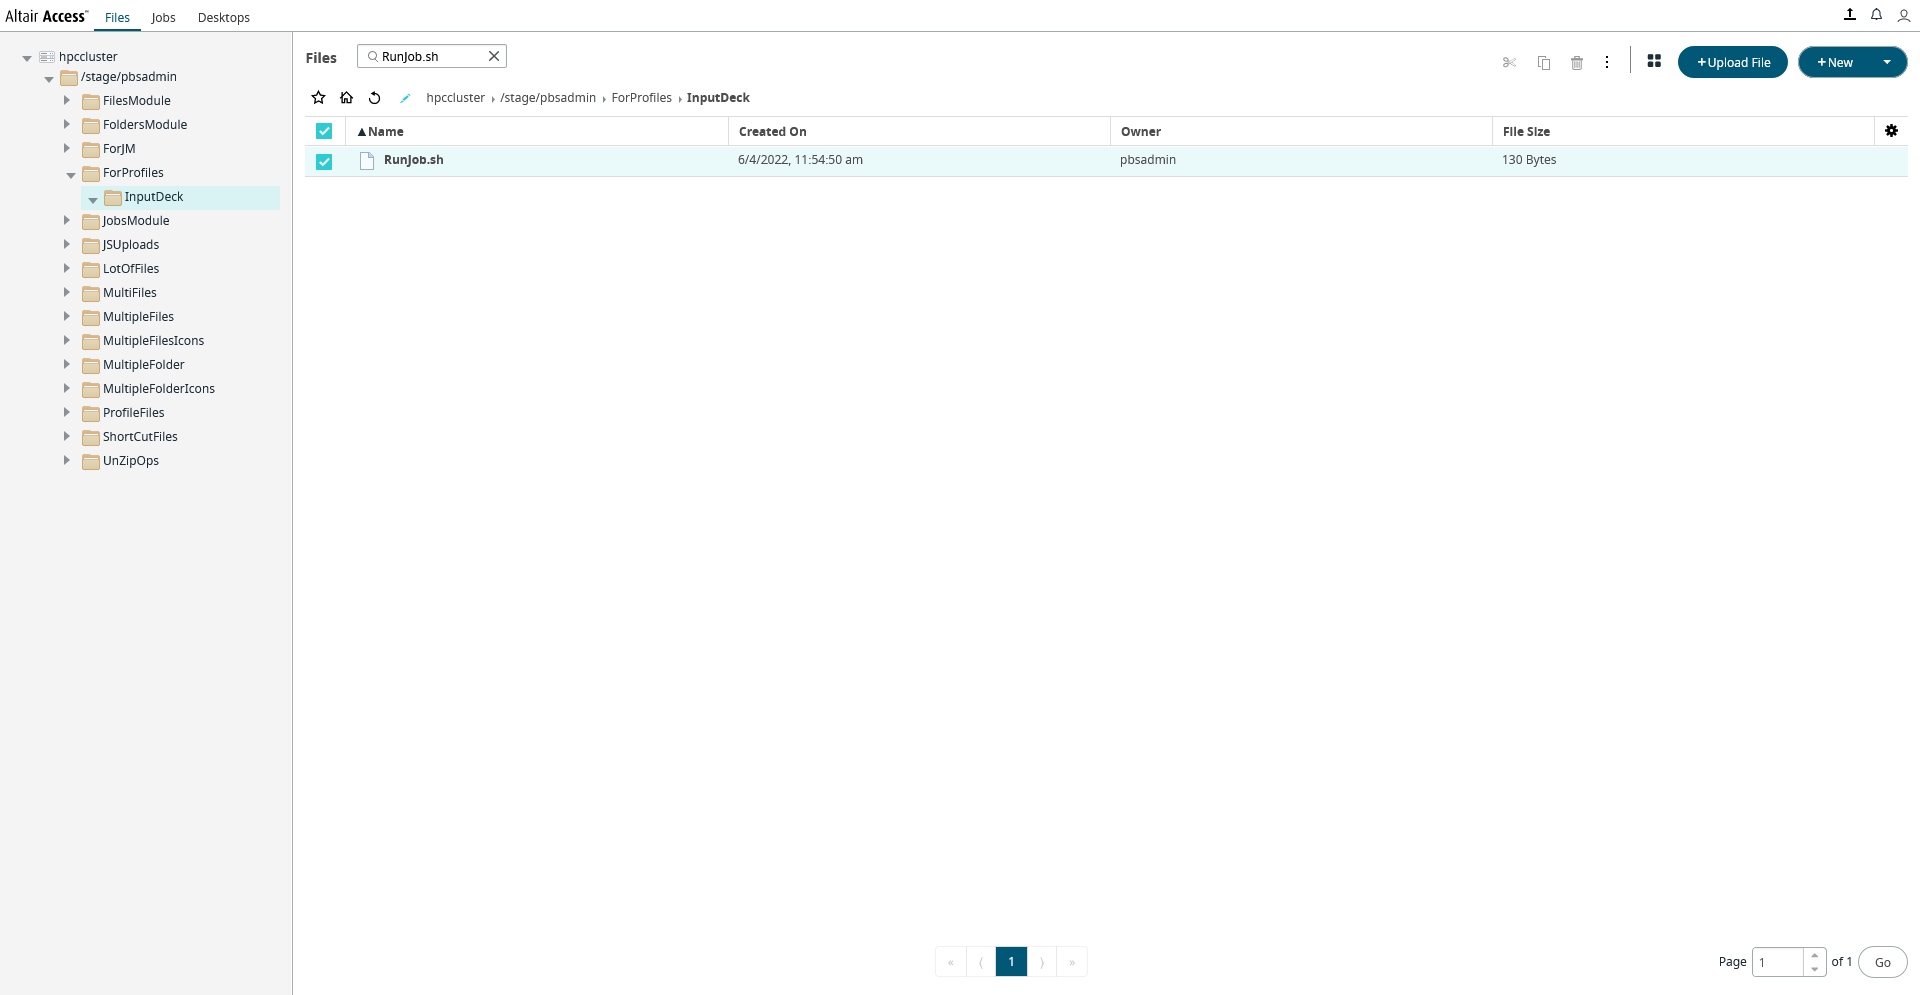 Altair Access™ Files Jobs Desktops
hpccluster
/stage/pbsadmin
FilesModule
FoldersModule
ForJM
ForProfiles
InputDeck
JobsModule
JSUploads
LotOfFiles
MultiFiles
MultipleFiles
MultipleFilesIcons
MultipleFolder
MultipleFolderIcons
ProfileFiles
ShortCutFiles
UnZipOps
Files RunJob.sh +Upload File +New
hpccluster › /stage/pbsadmin › ForProfiles › InputDeck
▲Name Created On Owner File Size
RunJob.sh 6/4/2022, 11:54:50 am pbsadmin 130 Bytes
« ⟨ 1 ⟩ » Page 1 of 1 Go